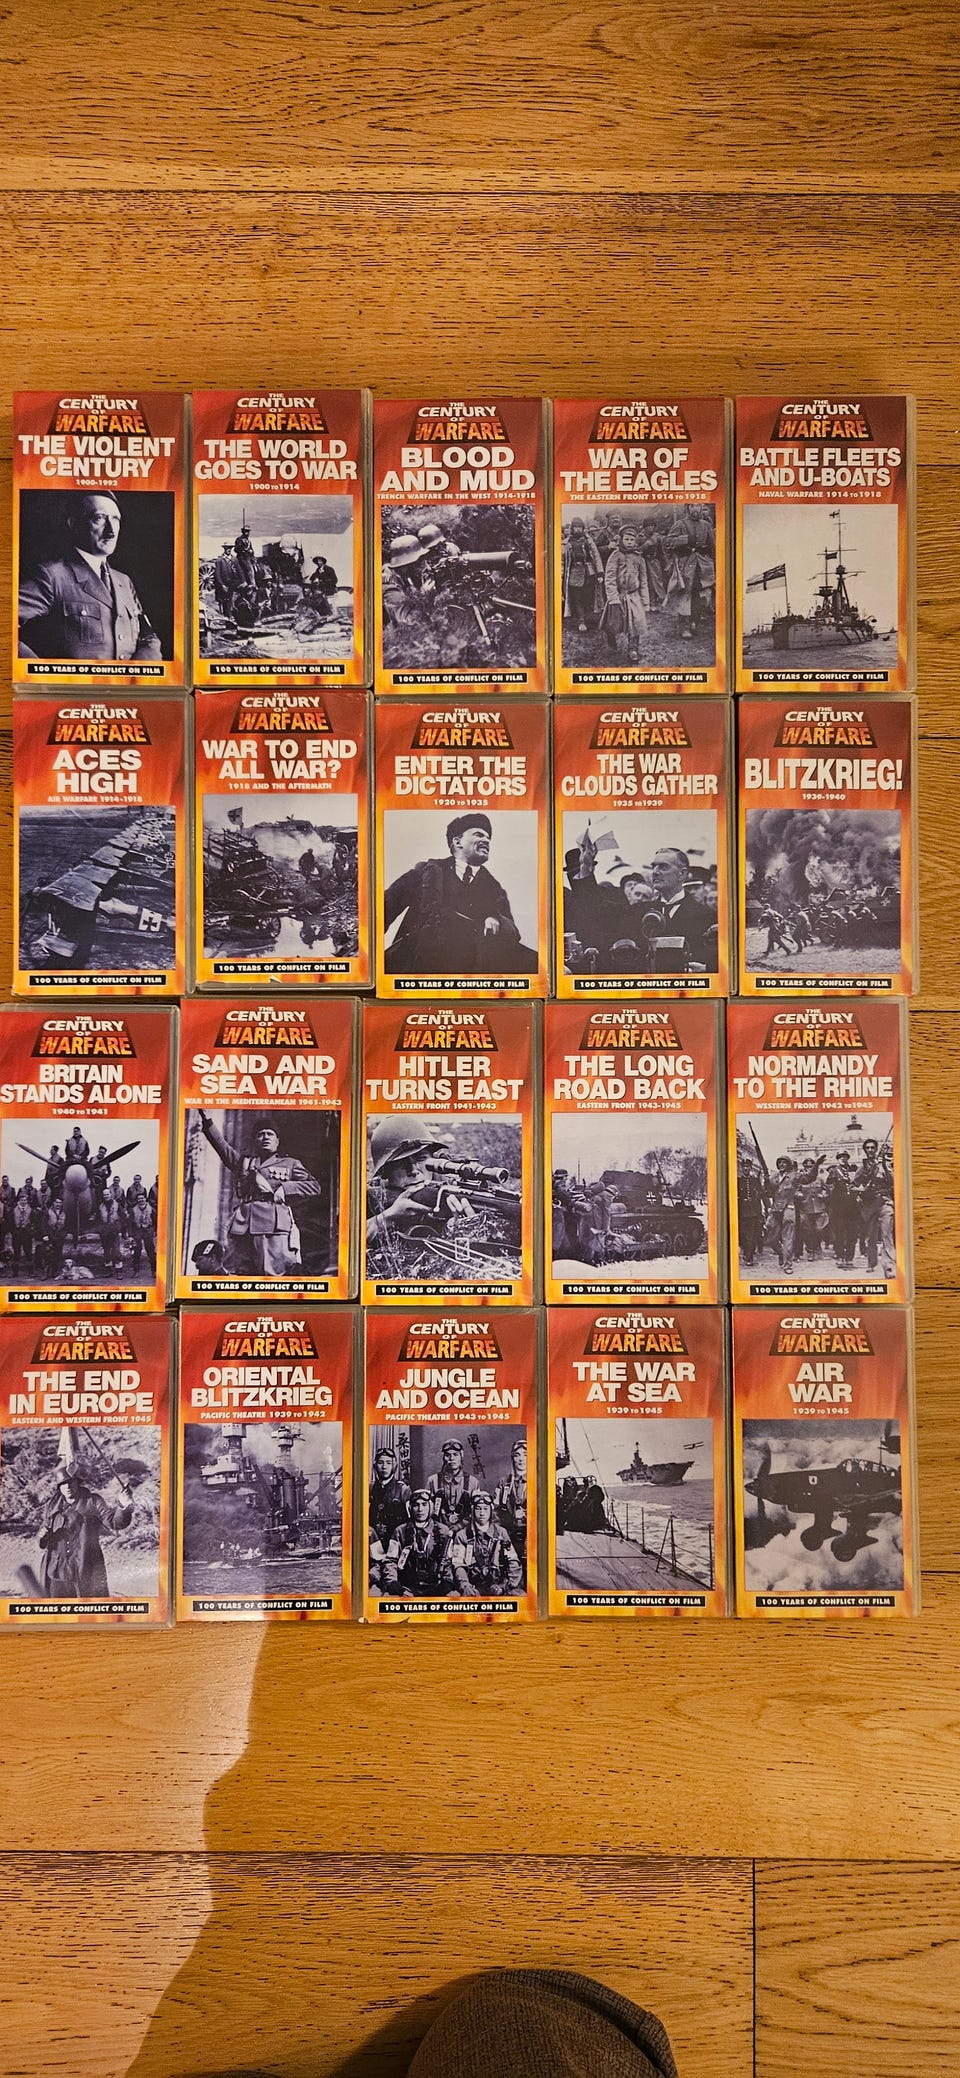 THE
CENTURY
OF
WARFARE
THE VIOLENT
CENTURY
1900-1992
100 YEARS OF CONFLICT ON FILM
THE
CENTURY
OF
WARFARE
THE WORLD
GOES TO WAR
1900 TO 1914
100 YEARS OF CONFLICT ON FILM
THE
CENTURY
OF
WARFARE
BLOOD
AND MUD
TRENCH WARFARE IN THE WEST 1914-1918
100 YEARS OF CONFLICT ON FILM
THE
CENTURY
OF
WARFARE
WAR OF
THE EAGLES
THE EASTERN FRONT 1914 TO 1918
100 YEARS OF CONFLICT ON FILM
THE
CENTURY
OF
WARFARE
BATTLE FLEETS
AND U-BOATS
NAVAL WARFARE 1914 TO 1918
100 YEARS OF CONFLICT ON FILM
THE
CENTURY
OF
WARFARE
ACES
HIGH
AIR WARFARE 1914-1918
100 YEARS OF CONFLICT ON FILM
THE
CENTURY
OF
WARFARE
WAR TO END
ALL WAR?
1918 AND THE AFTERMATH
100 YEARS OF CONFLICT ON FILM
THE
CENTURY
OF
WARFARE
ENTER THE
DICTATORS
1920 TO 1935
100 YEARS OF CONFLICT ON FILM
THE
CENTURY
OF
WARFARE
THE WAR
CLOUDS GATHER
1935 TO 1939
100 YEARS OF CONFLICT ON FILM
THE
CENTURY
OF
WARFARE
BLITZKRIEG!
1939-1940
100 YEARS OF CONFLICT ON FILM
THE
CENTURY
OF
WARFARE
BRITAIN
STANDS ALONE
1940 TO 1941
100 YEARS OF CONFLICT ON FILM
THE
CENTURY
OF
WARFARE
SAND AND
SEA WAR
WAR IN THE MEDITERRANEAN 1941-1943
100 YEARS OF CONFLICT ON FILM
THE
CENTURY
OF
WARFARE
HITLER
TURNS EAST
EASTERN FRONT 1941-1943
100 YEARS OF CONFLICT ON FILM
THE
CENTURY
OF
WARFARE
THE LONG
ROAD BACK
EASTERN FRONT 1943-1945
100 YEARS OF CONFLICT ON FILM
THE
CENTURY
OF
WARFARE
NORMANDY
TO THE RHINE
WESTERN FRONT 1942 TO 1945
100 YEARS OF CONFLICT ON FILM
THE
CENTURY
OF
WARFARE
THE END
IN EUROPE
EASTERN AND WESTERN FRONT 1945
100 YEARS OF CONFLICT ON FILM
THE
CENTURY
OF
WARFARE
ORIENTAL
BLITZKRIEG
PACIFIC THEATRE 1939 TO 1942
100 YEARS OF CONFLICT ON FILM
THE
CENTURY
OF
WARFARE
JUNGLE
AND OCEAN
PACIFIC THEATRE 1943 TO 1945
100 YEARS OF CONFLICT ON FILM
THE
CENTURY
OF
WARFARE
THE WAR
AT SEA
1939 TO 1945
100 YEARS OF CONFLICT ON FILM
THE
CENTURY
OF
WARFARE
AIR
WAR
1939 TO 1945
100 YEARS OF CONFLICT ON FILM